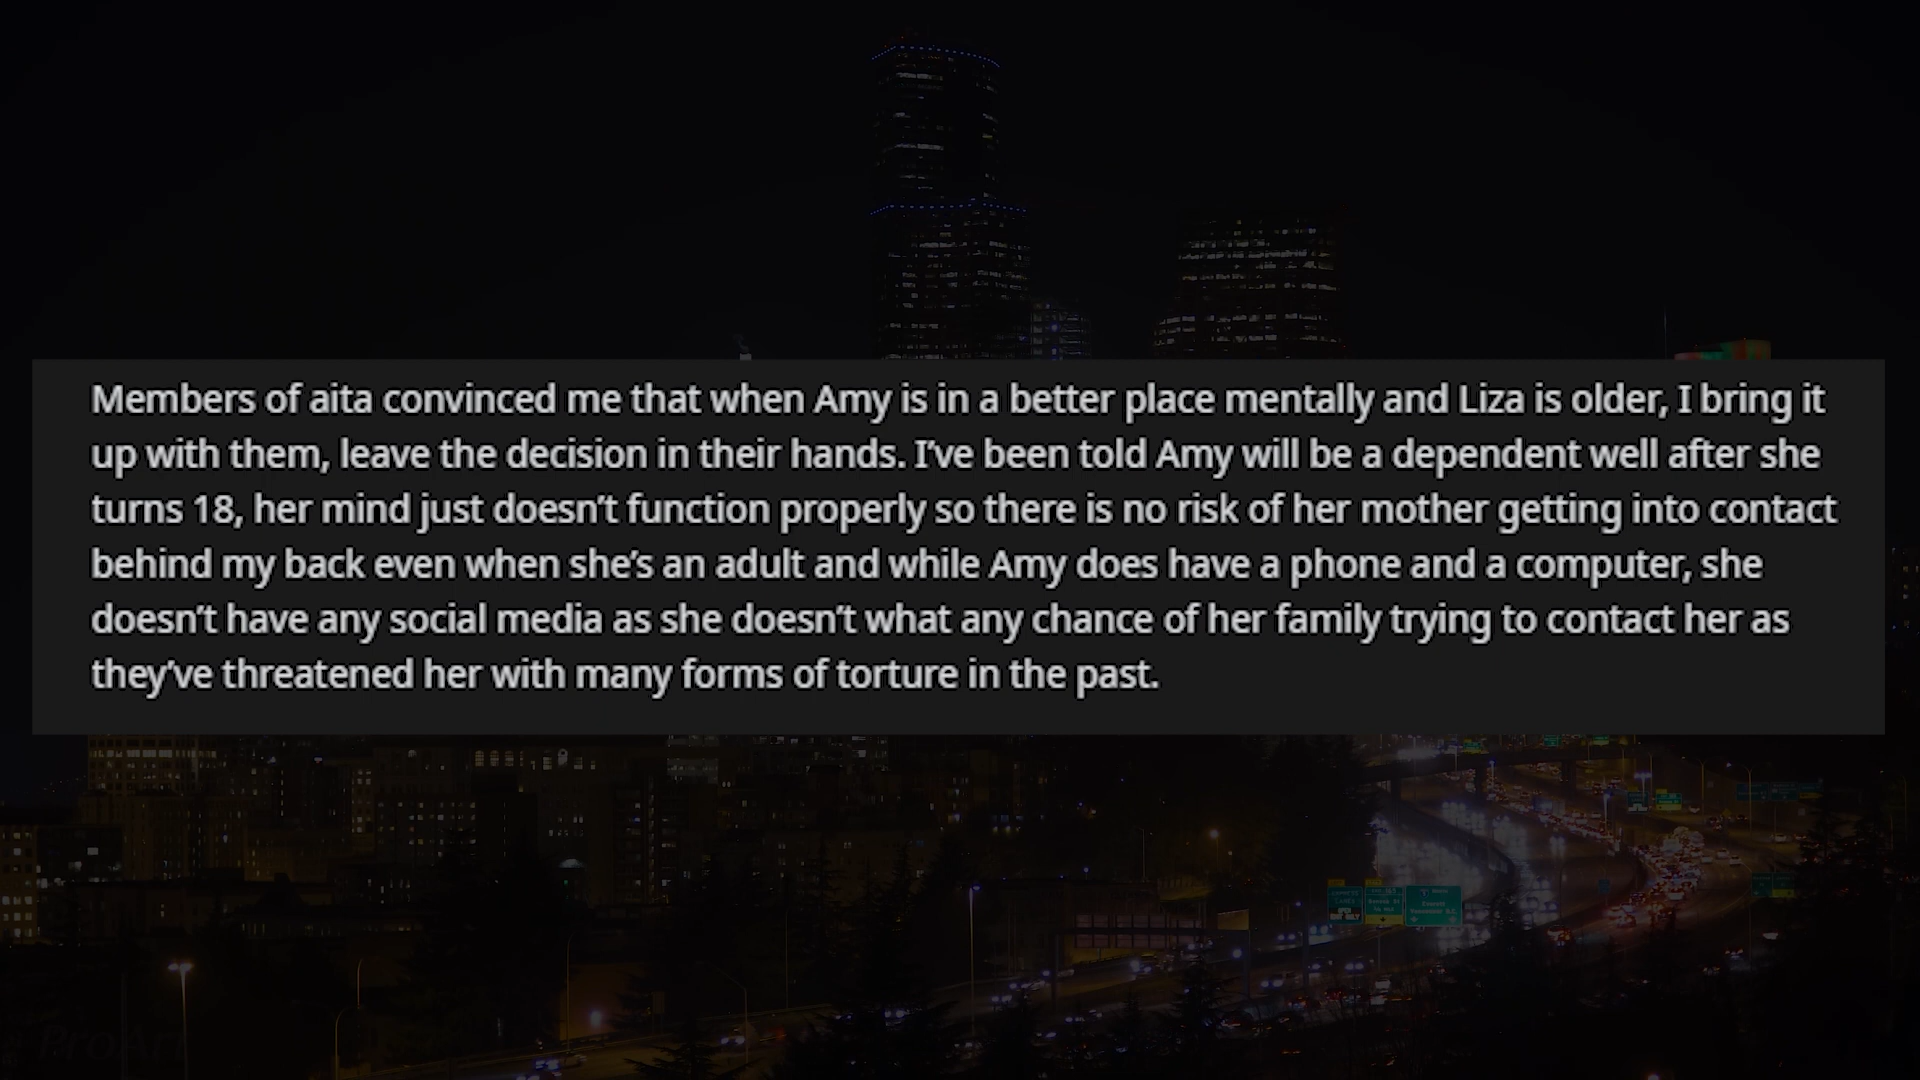 Members of aita convinced me that when Amy is in a better place mentally and Liza is older, I bring it
up with them, leave the decision in their hands. I've been told Amy will be a dependent well after she
turns 18, her mind just doesn't function properly so there is no risk of her mother getting into contact
behind my back even when she's an adult and while Amy does have a phone and a computer, she
doesn't have any social media as she doesn't what any chance of her family trying to contact her as
they've threatened her with many forms of torture in the past.